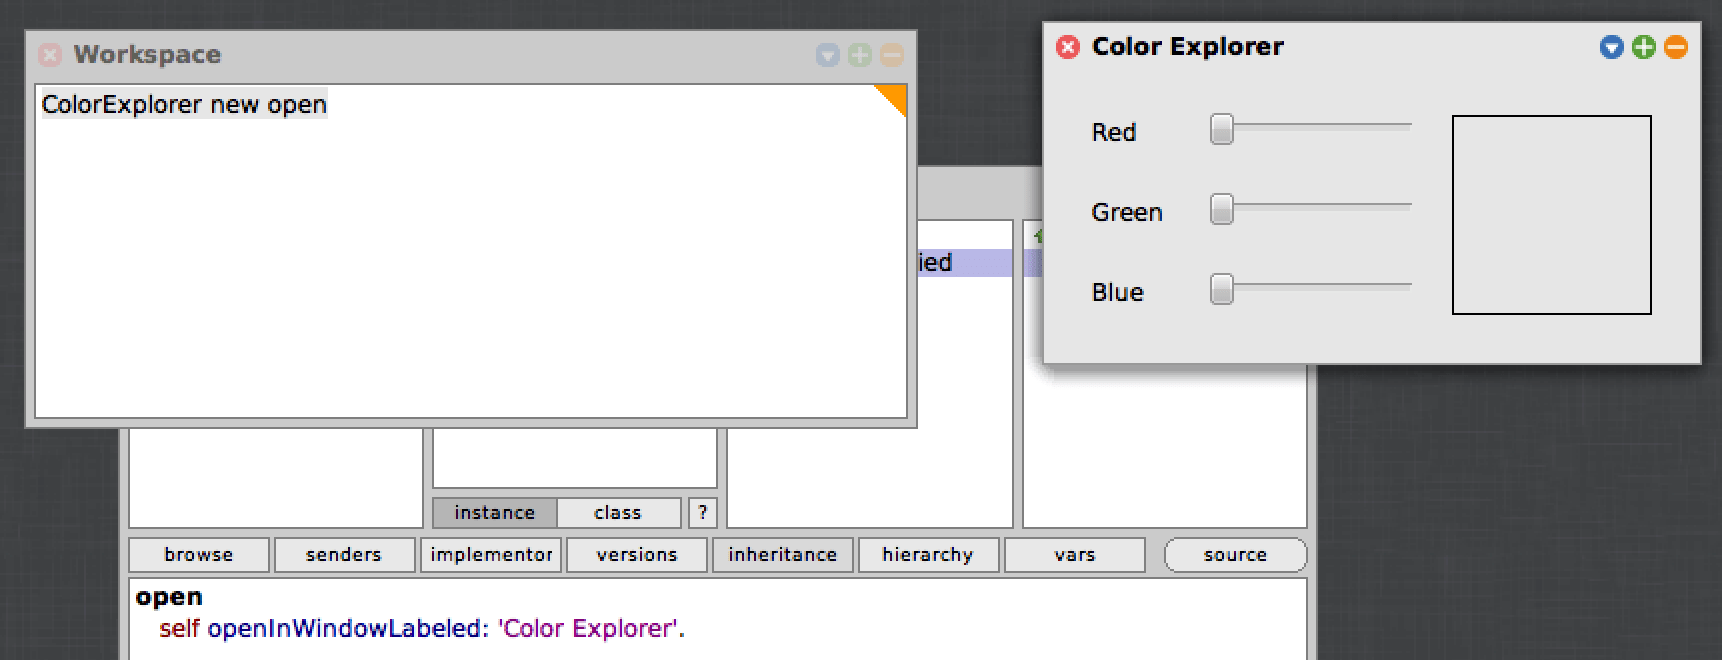 Workspace
ColorExplorer new open
Color Explorer
Red
Green
Blue
instance
class
?
browse
senders
implementor
versions
inheritance
hierarchy
vars
source
open
self openInWindowLabeled: 'Color Explorer'.